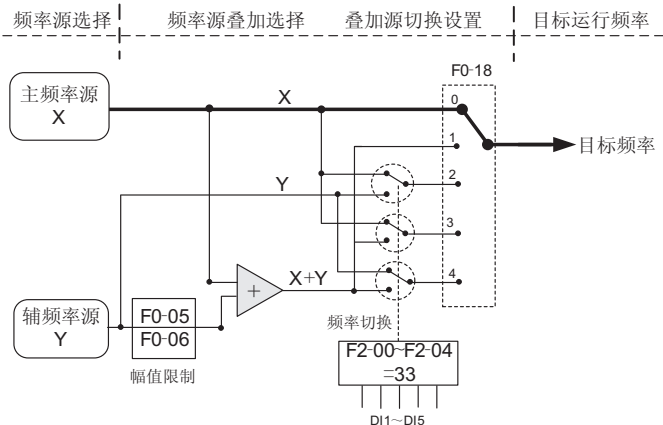 频率源选择
频率源叠加选择
叠加源切换设置
目标运行频率
F0-18
主频率源
X
X
0
1
目标频率
2
Y
3
X+Y
4
+
辅频率源
Y
F0-05
F0-06
幅值限制
频率切换
F2-00~F2-04
=33
DI1~DI5